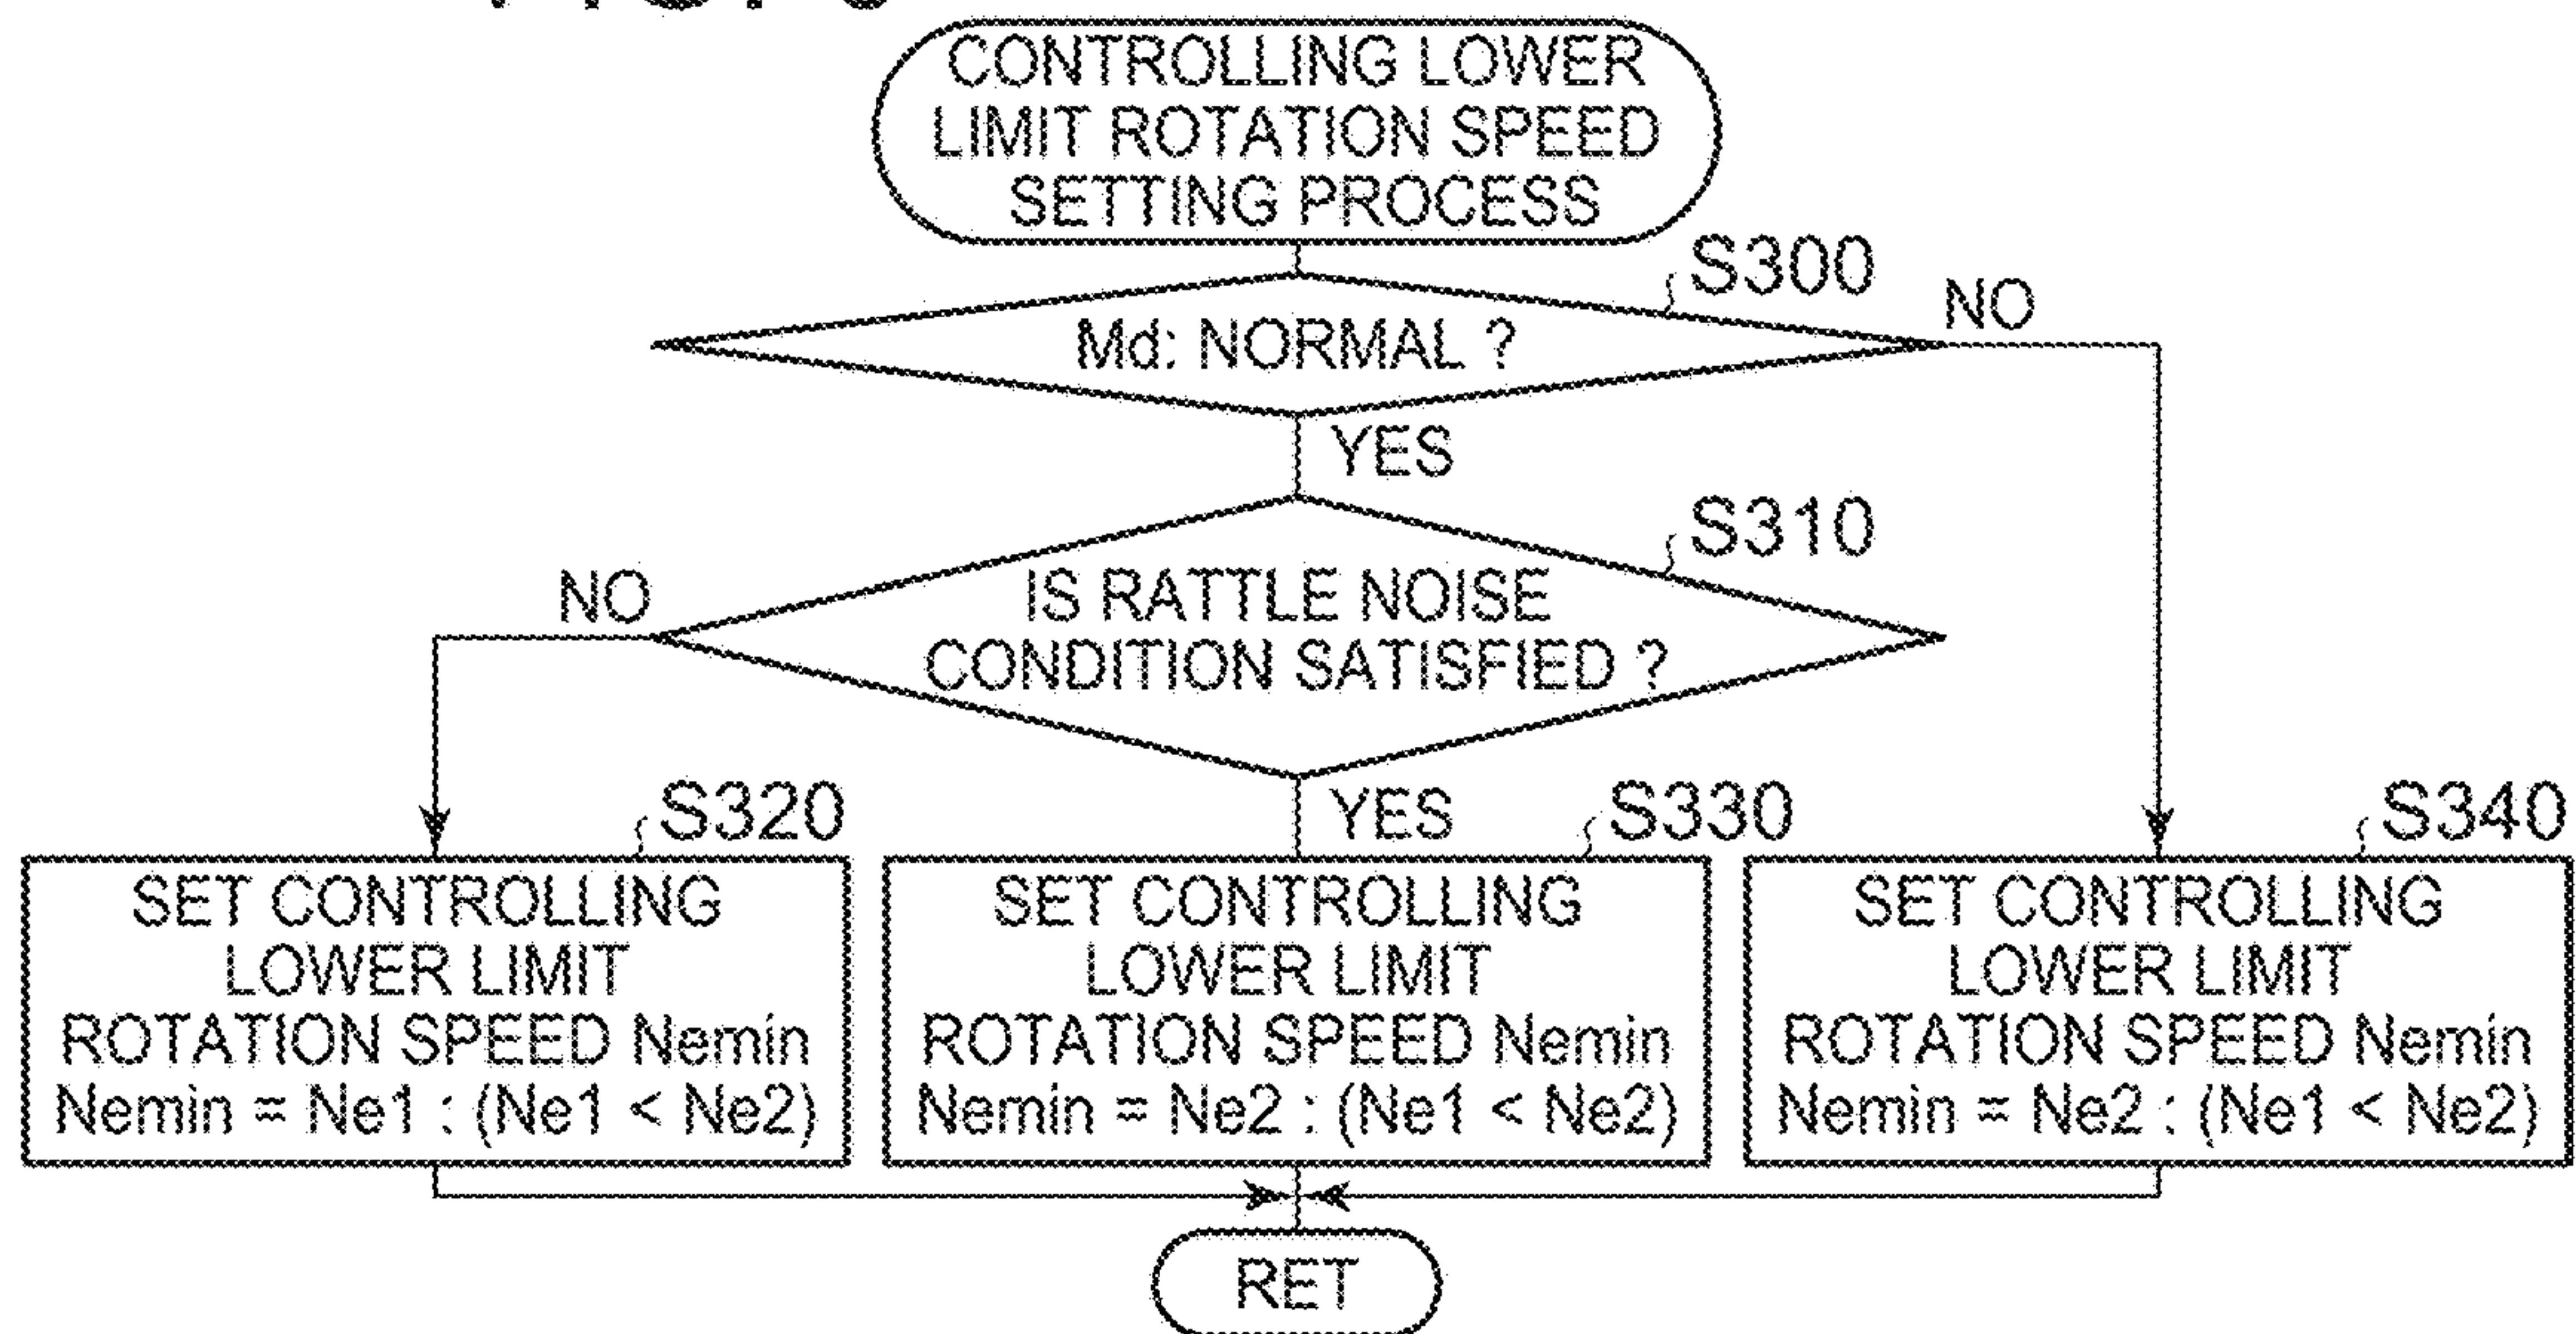 CONTROLLING LOWER
LIMIT ROTATION SPEED
SETTING PROCESS
S300
Md: NORMAL ?
NO
YES
S310
IS RATTLE NOISE
CONDITION SATISFIED ?
NO
YES
S320
SET CONTROLLING
LOWER LIMIT
ROTATION SPEED Nemin
Nemin = Ne1 : (Ne1 < Ne2)
S330
SET CONTROLLING
LOWER LIMIT
ROTATION SPEED Nemin
Nemin = Ne2 : (Ne1 < Ne2)
S340
SET CONTROLLING
LOWER LIMIT
ROTATION SPEED Nemin
Nemin = Ne2 : (Ne1 < Ne2)
RET